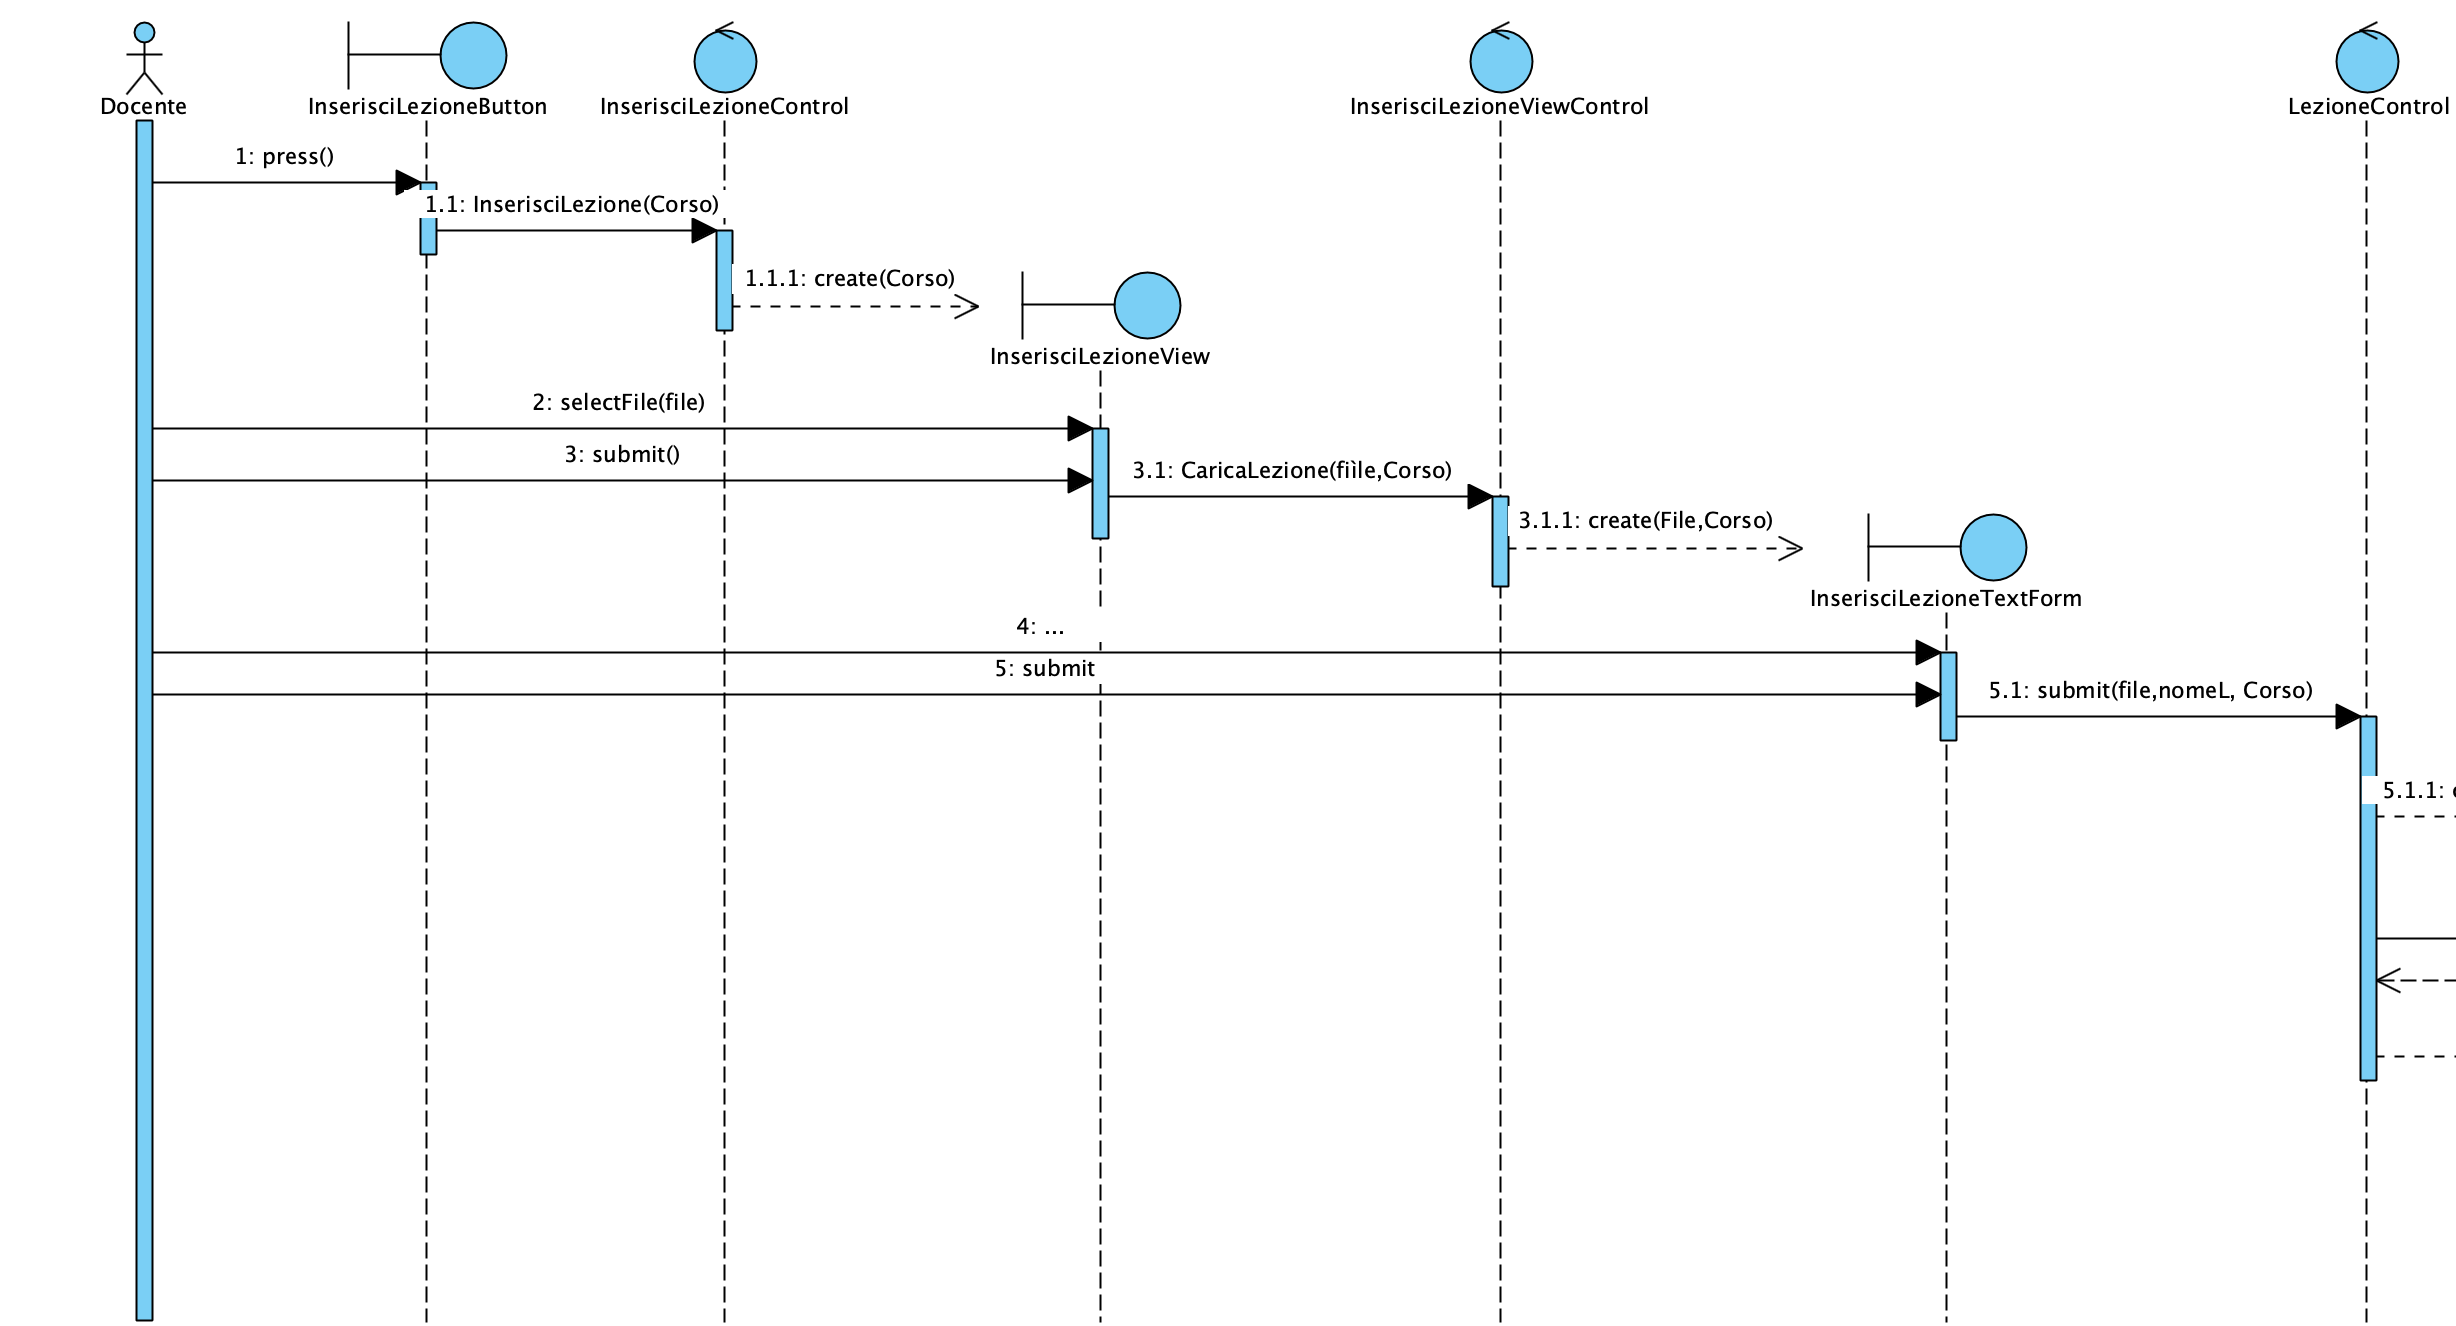 Docente
InserisciLezioneButton
InserisciLezioneControl
InserisciLezioneViewControl
LezioneControl
1: press()
1.1: InserisciLezione(Corso)
1.1.1: create(Corso)
InserisciLezioneView
2: selectFile(file)
3: submit()
3.1: CaricaLezione(fiìle,Corso)
3.1.1: create(File,Corso)
InserisciLezioneTextForm
4: ...
5: submit
5.1: submit(file,nomeL, Corso)
5.1.1: